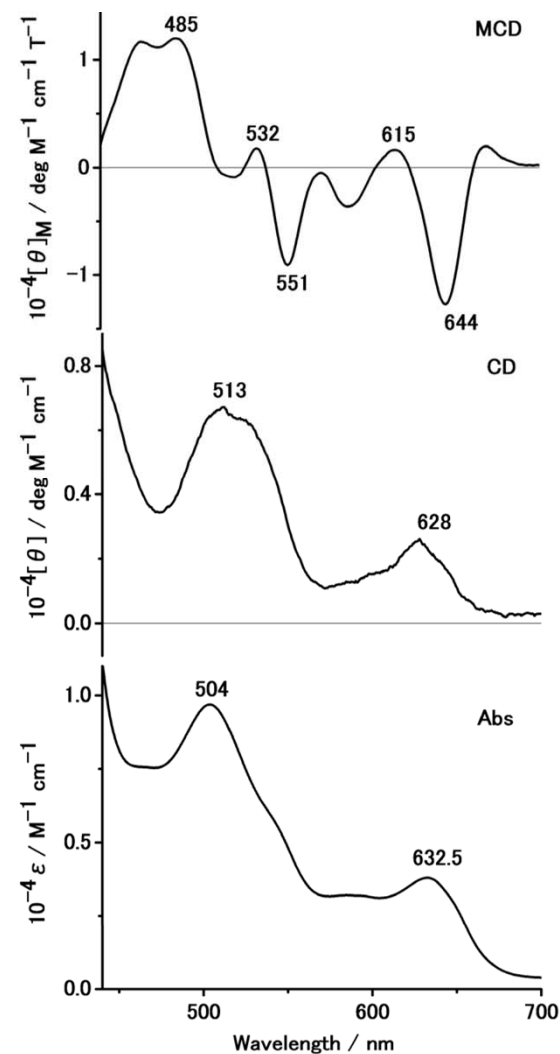 MCD
485
1
532
615
0
551
−1
644
10⁻⁴[θ]M / deg M⁻¹ cm⁻¹ T⁻¹
CD
0.8
513
0.4
628
0.0
10⁻⁴[θ] / deg M⁻¹ cm⁻¹
Abs
504
1.0
632.5
0.5
0.0
10⁻⁴ ε / M⁻¹ cm⁻¹
500 600 700
Wavelength / nm